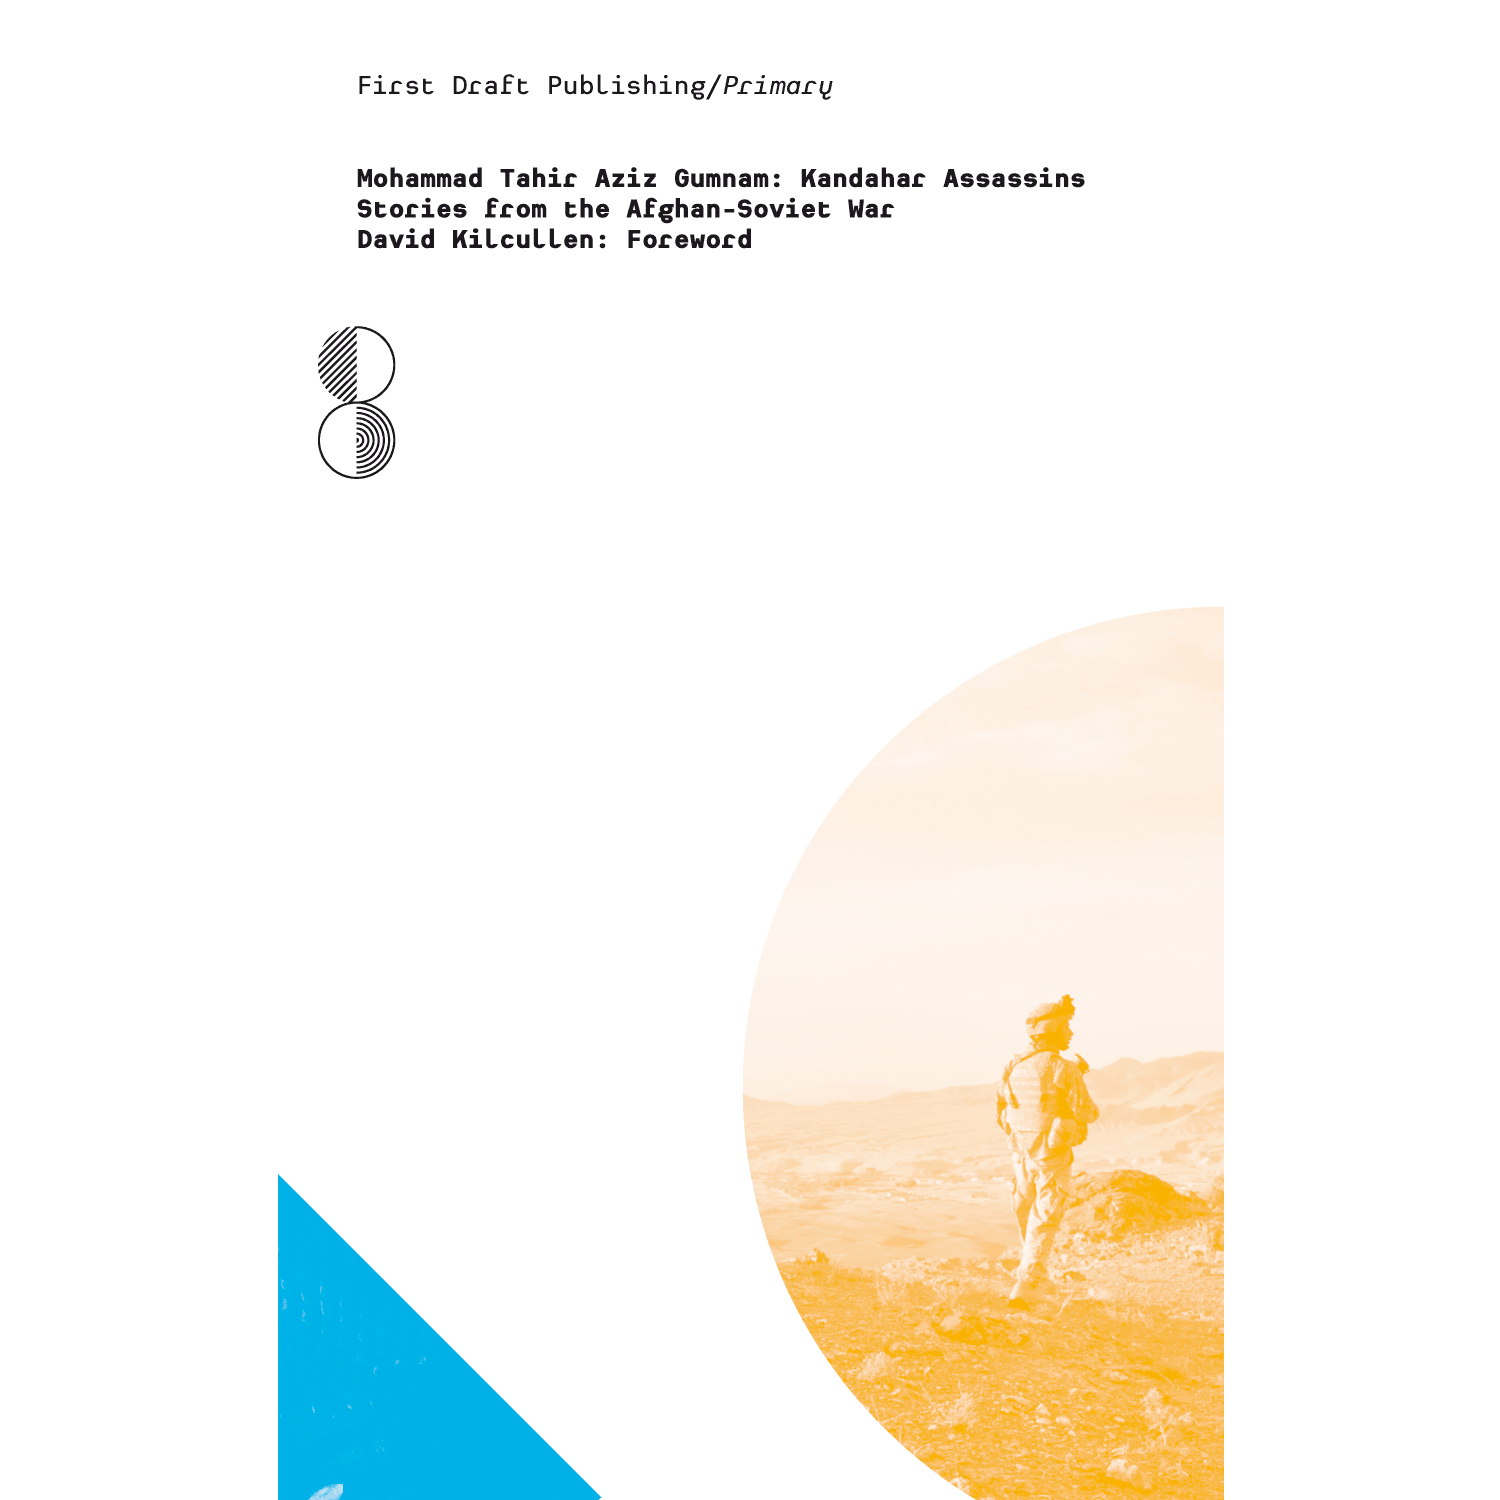 First Draft Publishing/Primary
Mohammad Tahir Aziz Gumnam: Kandahar Assassins
Stories from the Afghan-Soviet War
David Kilcullen: Foreword